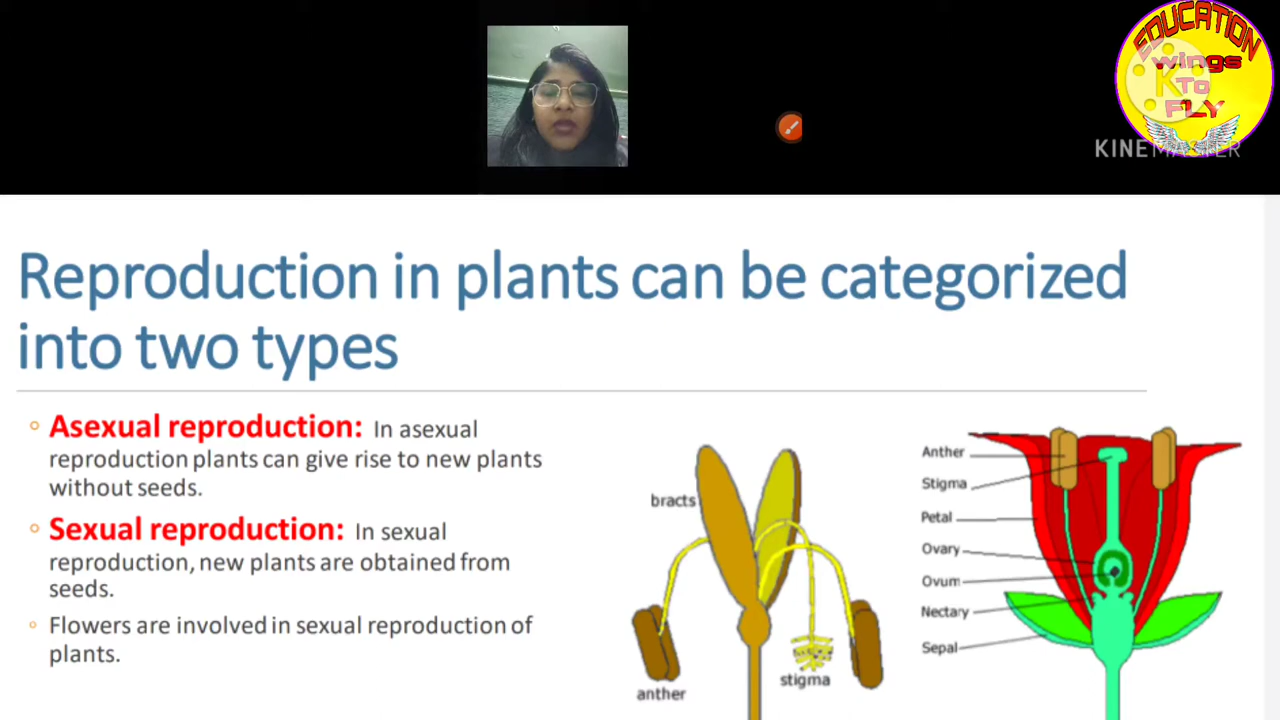 EDUCATION
wings
To
FLY
K
KINEMASTER
Reproduction in plants can be categorized
into two types
Asexual reproduction: In asexual
reproduction plants can give rise to new plants
without seeds.
Sexual reproduction: In sexual
reproduction, new plants are obtained from
seeds.
Flowers are involved in sexual reproduction of
plants.
bracts
anther
stigma
Anther
Stigma
Petal
Ovary
Ovum
Nectary
Sepal